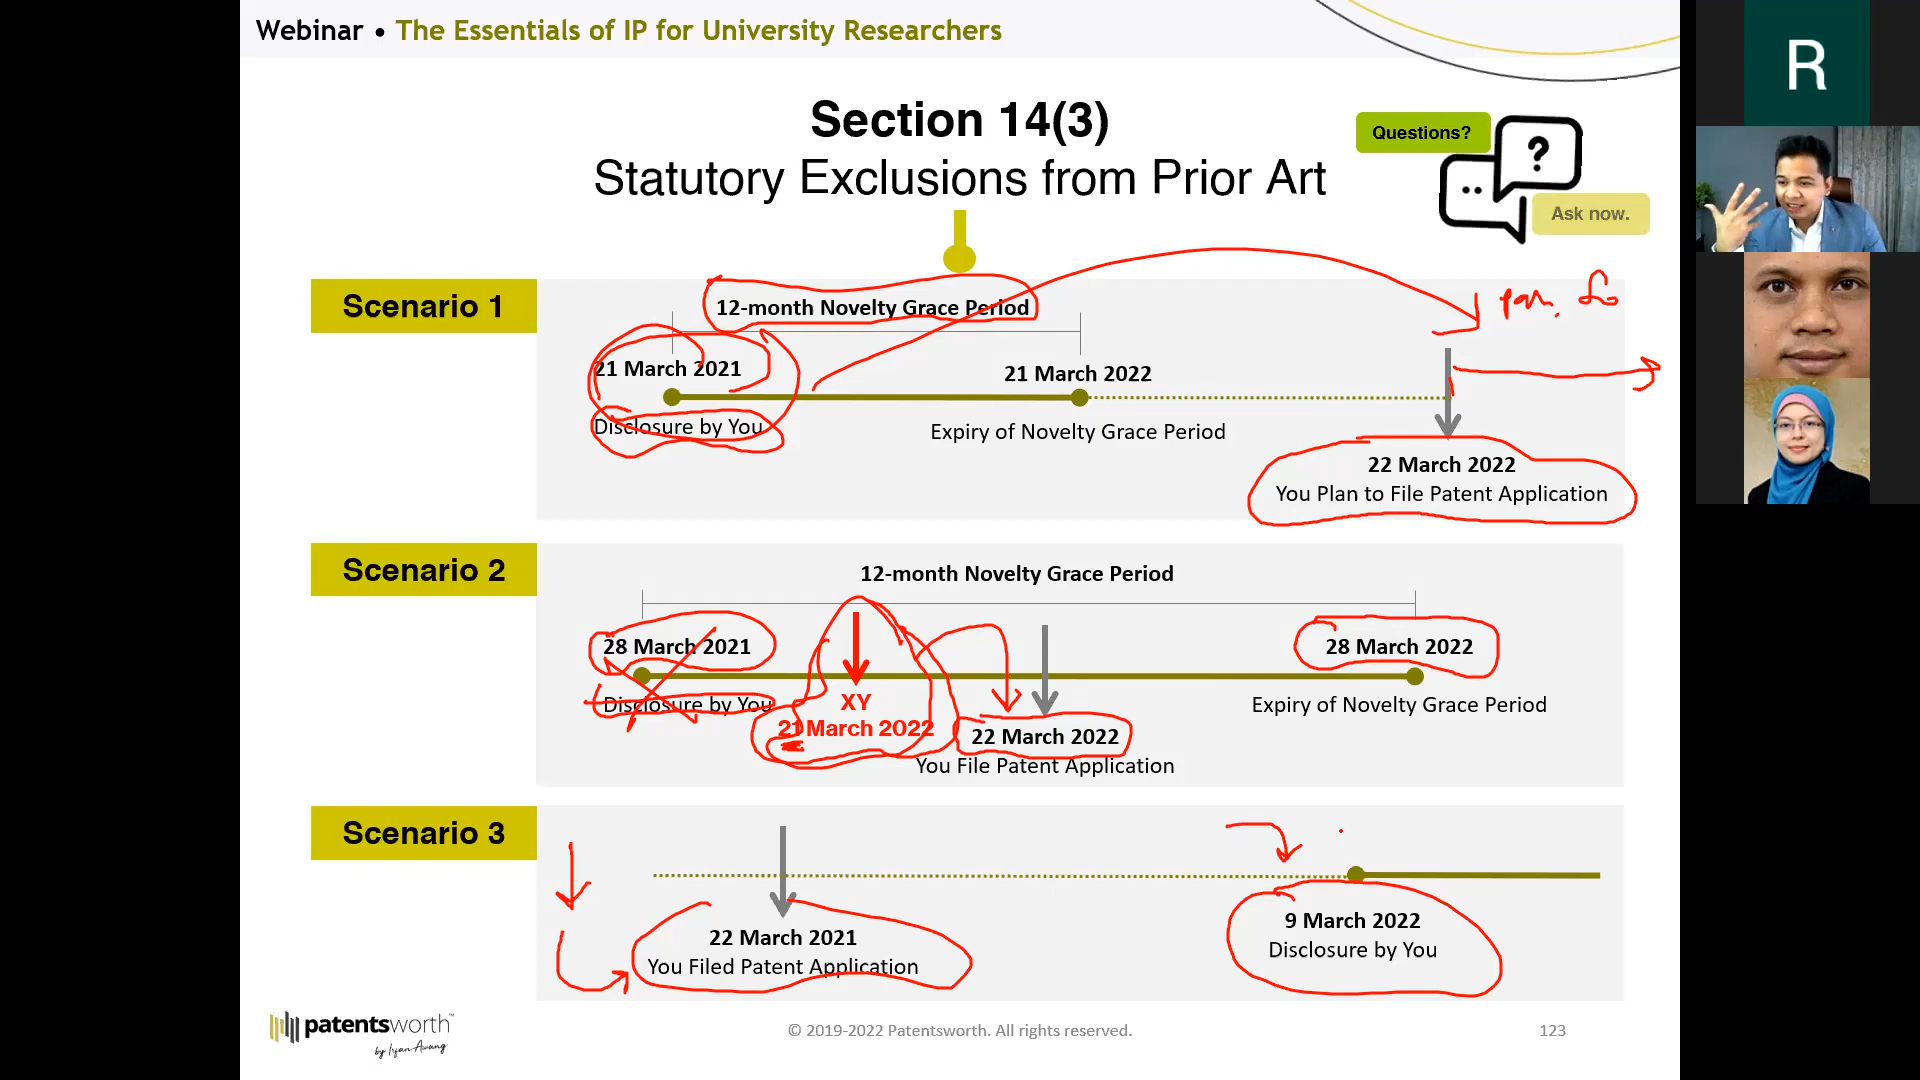 Webinar • The Essentials of IP for University Researchers
R
Section 14(3)
Statutory Exclusions from Prior Art
Questions?
?
Ask now.
Scenario 1
12-month Novelty Grace Period
21 March 2021
Disclosure by You
21 March 2022
Expiry of Novelty Grace Period
22 March 2022
You Plan to File Patent Application
Scenario 2
12-month Novelty Grace Period
28 March 2021
Disclosure by You
XY
21 March 2022
22 March 2022
You File Patent Application
28 March 2022
Expiry of Novelty Grace Period
Scenario 3
22 March 2021
You Filed Patent Application
9 March 2022
Disclosure by You
patentsworth™
by Irfan Awang
© 2019-2022 Patentsworth. All rights reserved.
123